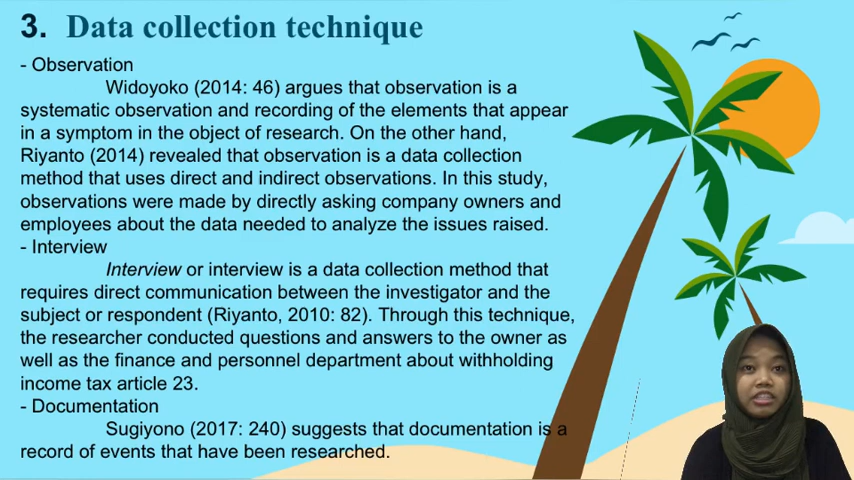 3. Data collection technique
- Observation
Widoyoko (2014: 46) argues that observation is a
systematic observation and recording of the elements that appear
in a symptom in the object of research. On the other hand,
Riyanto (2014) revealed that observation is a data collection
method that uses direct and indirect observations. In this study,
observations were made by directly asking company owners and
employees about the data needed to analyze the issues raised.
- Interview
Interview or interview is a data collection method that
requires direct communication between the investigator and the
subject or respondent (Riyanto, 2010: 82). Through this technique,
the researcher conducted questions and answers to the owner as
well as the finance and personnel department about withholding
income tax article 23.
- Documentation
Sugiyono (2017: 240) suggests that documentation is a
record of events that have been researched.